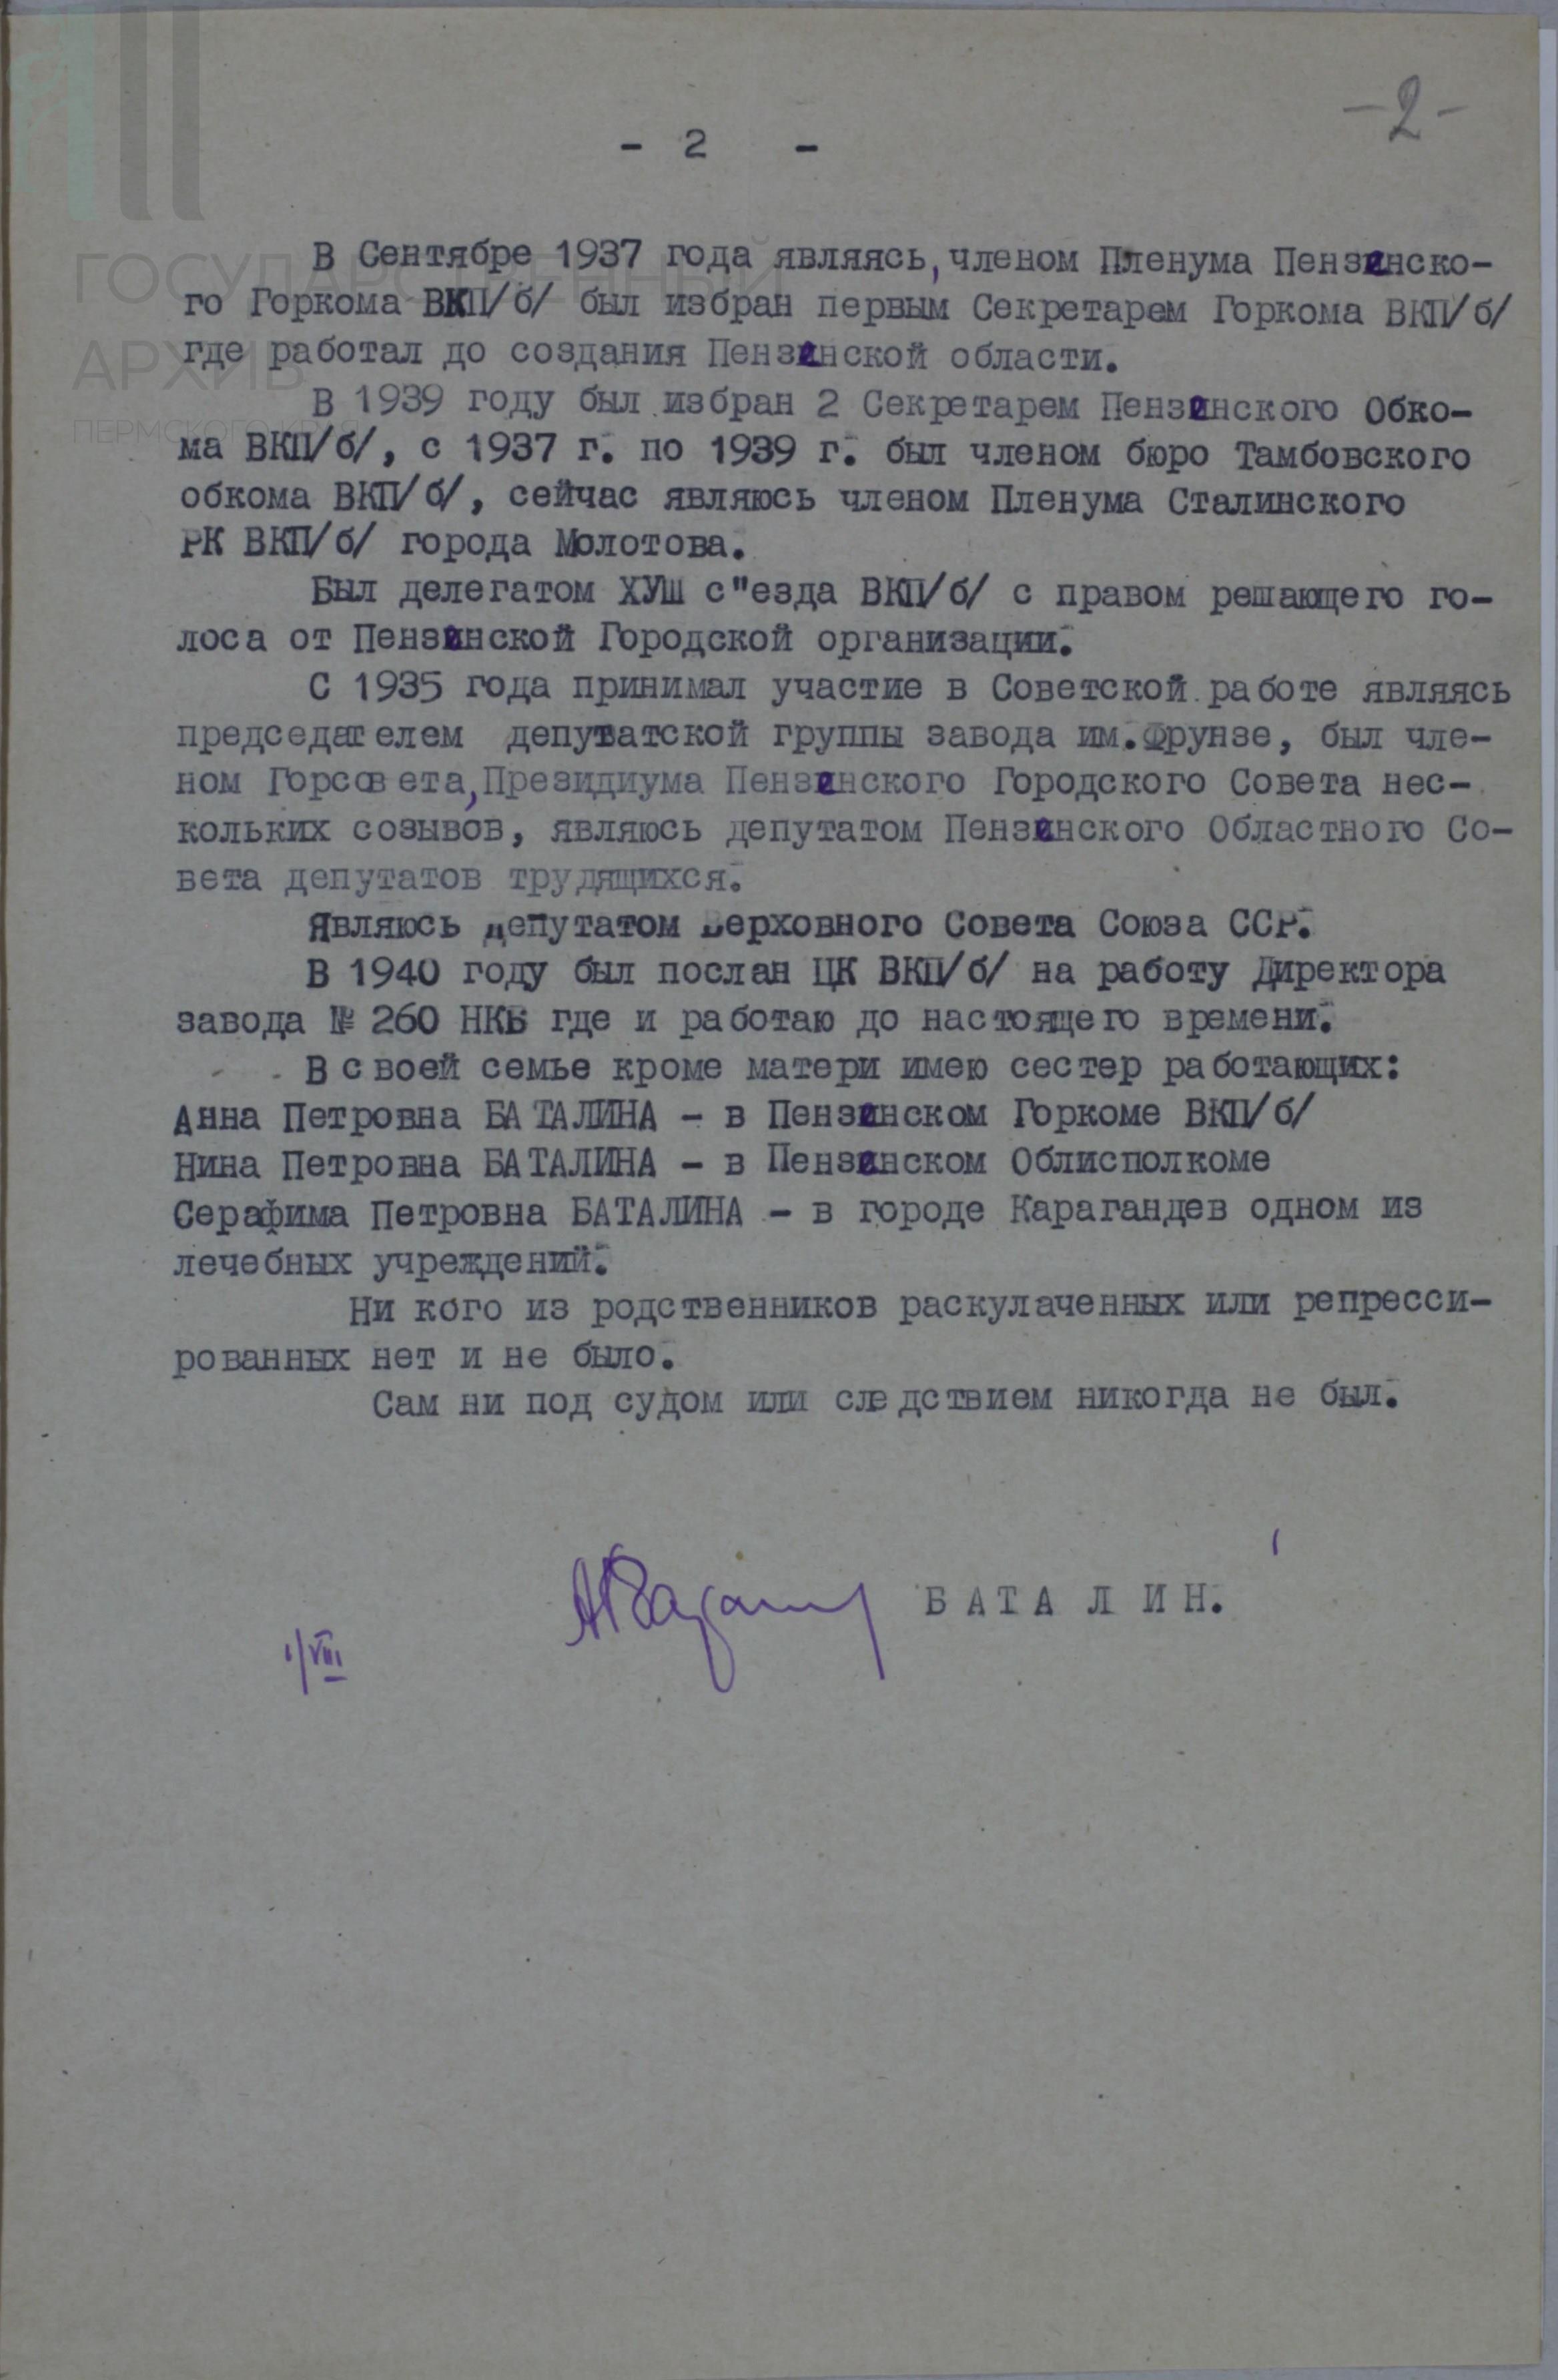 -2-
- 2 -
ГОСУДАРСТВЕННЫЙ
АРХИВ
ПЕРМСКОГО КРАЯ
В Сентябре 1937 года являясь, членом Пленума Пензенско-
го Горкома ВКП/б/ был избран первым Секретарем Горкома ВКП/б/
где работал до создания Пензенской области.
В 1939 году был избран 2 Секретарем Пензенского Обко-
ма ВКП/б/, с 1937 г. по 1939 г. был членом бюро Тамбовского
обкома ВКП/б/, сейчас являюсь членом Пленума Сталинского
РК ВКП/б/ города Молотова.
Был делегатом ХУШ с"езда ВКП/б/ с правом решающего го-
лоса от Пензенской Городской организации.
С 1935 года принимал участие в Советской работе являясь
председателем депутатской группы завода им.Фрунзе, был чле-
ном Горсовета, Президиума Пензенского Городского Совета нес-
кольких созывов, являюсь депутатом Пензенского Областного Со-
вета депутатов трудящихся.
Являюсь депутатом Верховного Совета Союза ССР.
В 1940 году был послан ЦК ВКП/б/ на работу Директора
завода № 260 НКБ где и работаю до настоящего времени.
В своей семье кроме матери имею сестер работающих:
Анна Петровна БАТАЛИНА - в Пензенском Горкоме ВКП/б/
Нина Петровна БАТАЛИНА - в Пензенском Облисполкоме
Серафима Петровна БАТАЛИНА - в городе Карагандев одном из
лечебных учреждений.
Ни кого из родственников раскулаченных или репресси-
рованных нет и не было.
Сам ни под судом или следствием никогда не был.
БАТАЛИН.
1/VIII